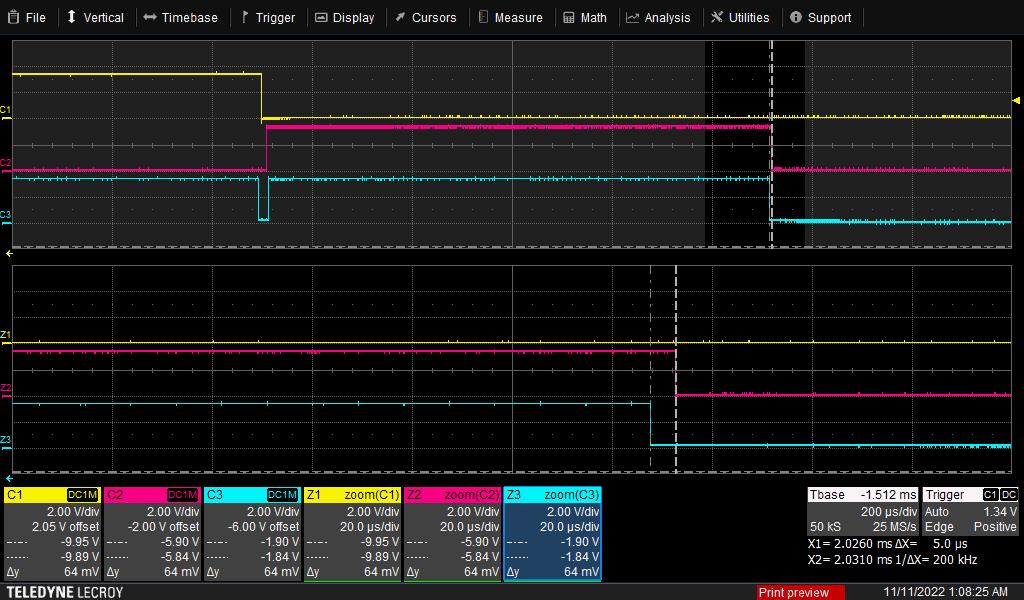 File Vertical Timebase Trigger Display Cursors Measure Math Analysis Utilities Support
C1
C2
C3
Z1
Z2
Z3
C1 DC1M C2 DC1M C3 DC1M Z1 zoom(C1) Z2 zoom(C2) Z3 zoom(C3) Tbase -1.512 ms Trigger C1 DC
2.00 V/div 2.00 V/div 2.00 V/div 2.00 V/div 2.00 V/div 2.00 V/div 200 µs/div Auto 1.34 V
2.05 V offset -2.00 V offset -6.00 V offset 20.0 µs/div 20.0 µs/div 20.0 µs/div 50 kS 25 MS/s Edge Positive
-9.95 V -5.90 V -1.90 V -9.95 V -5.90 V -1.90 V X1= 2.0260 ms ΔX= 5.0 µs
-9.89 V -5.84 V -1.84 V -9.89 V -5.84 V -1.84 V X2= 2.0310 ms 1/ΔX= 200 kHz
Δy 64 mV Δy 64 mV Δy 64 mV Δy 64 mV Δy 64 mV Δy 64 mV
TELEDYNE LECROY Print preview 11/11/2022 1:08:25 AM